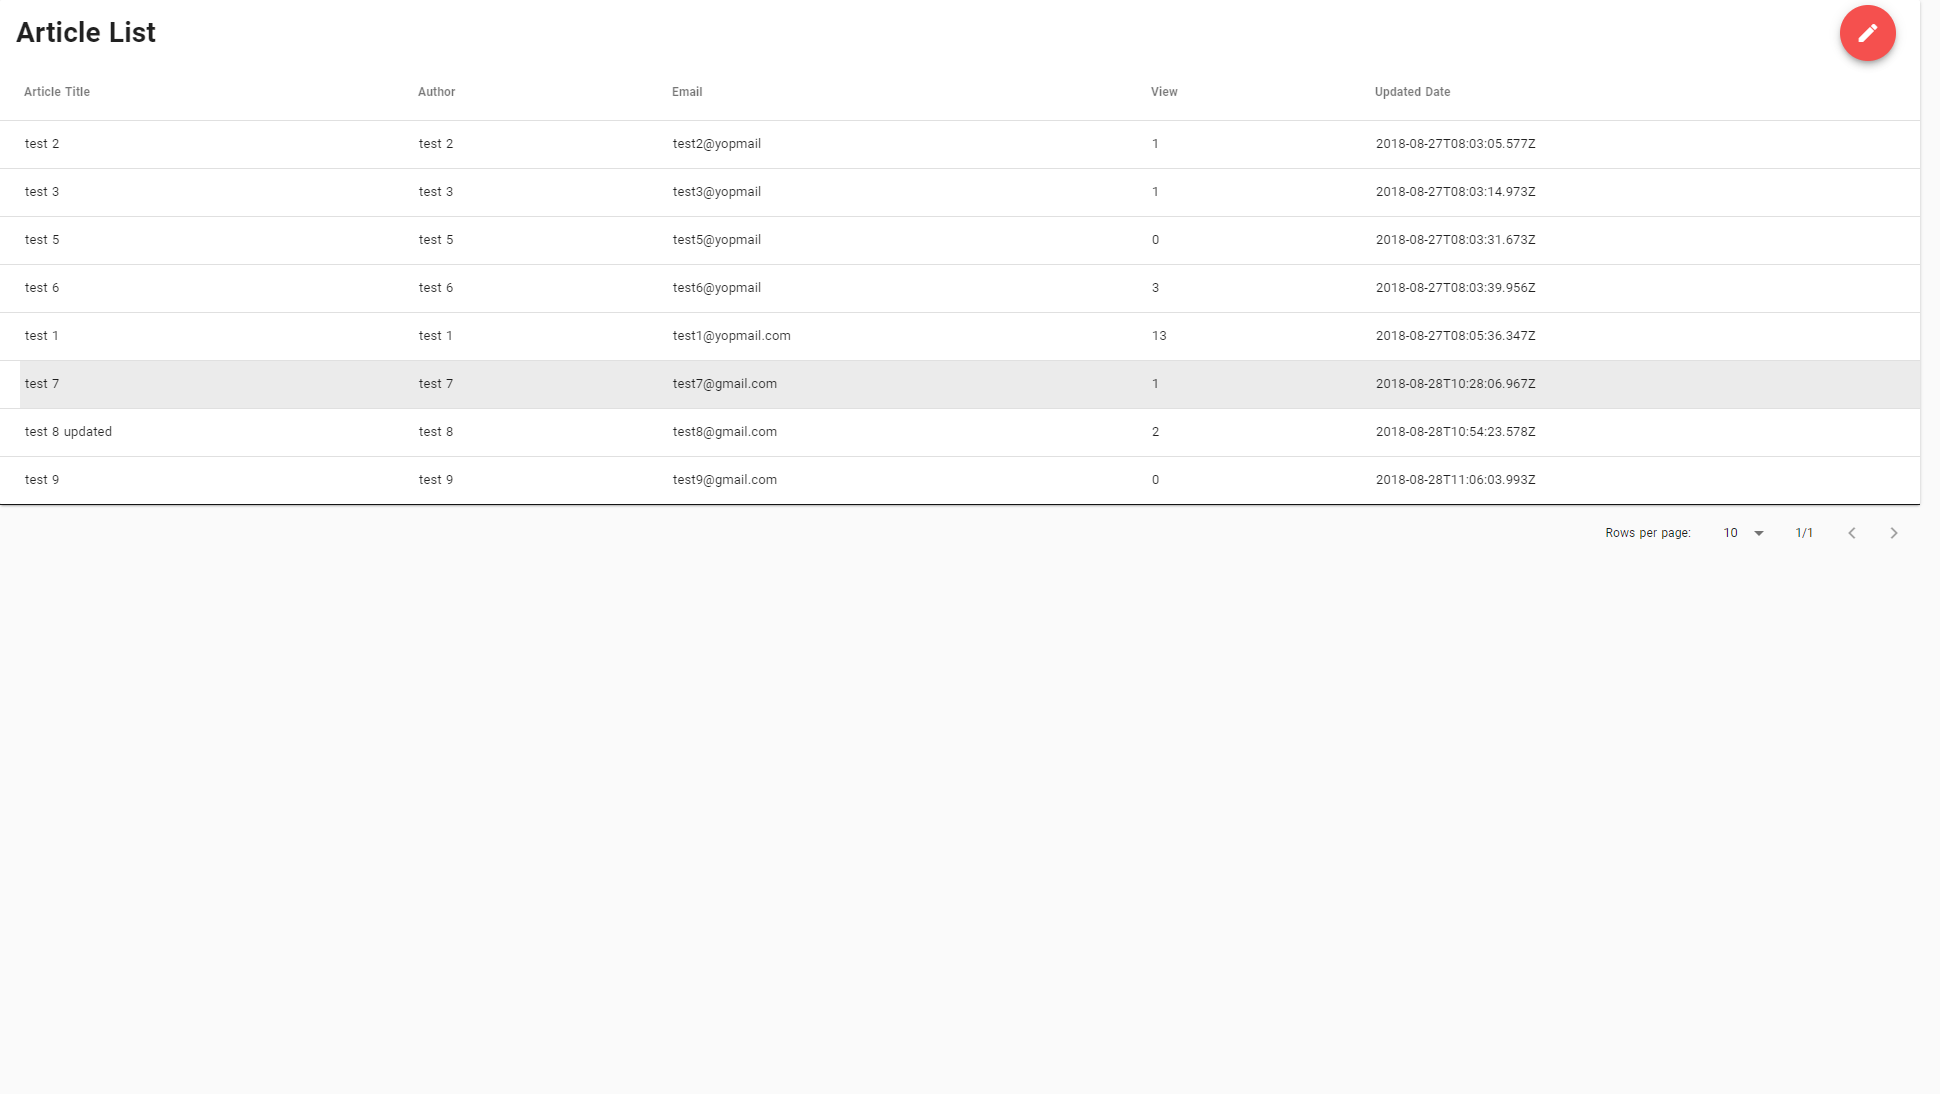 Article List
Article Title Author Email View Updated Date
test 2 test 2 test2@yopmail 1 2018-08-27T08:03:05.577Z
test 3 test 3 test3@yopmail 1 2018-08-27T08:03:14.973Z
test 5 test 5 test5@yopmail 0 2018-08-27T08:03:31.673Z
test 6 test 6 test6@yopmail 3 2018-08-27T08:03:39.956Z
test 1 test 1 test1@yopmail.com 13 2018-08-27T08:05:36.347Z
test 7 test 7 test7@gmail.com 1 2018-08-28T10:28:06.967Z
test 8 updated test 8 test8@gmail.com 2 2018-08-28T10:54:23.578Z
test 9 test 9 test9@gmail.com 0 2018-08-28T11:06:03.993Z
Rows per page: 10 1/1